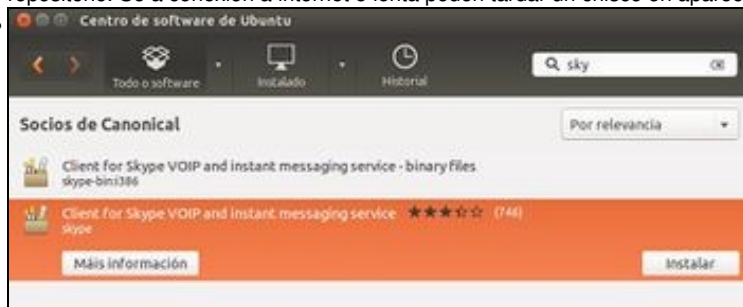 Centro de software de Ubuntu
Todo o software
Instalado
Historial
sky
Socios de Canonical
Por relevancia
Client for Skype VOIP and instant messaging service - binary files
skype-bin:i386
Client for Skype VOIP and instant messaging service ★★★☆☆ (746)
skype
Máis información
Instalar